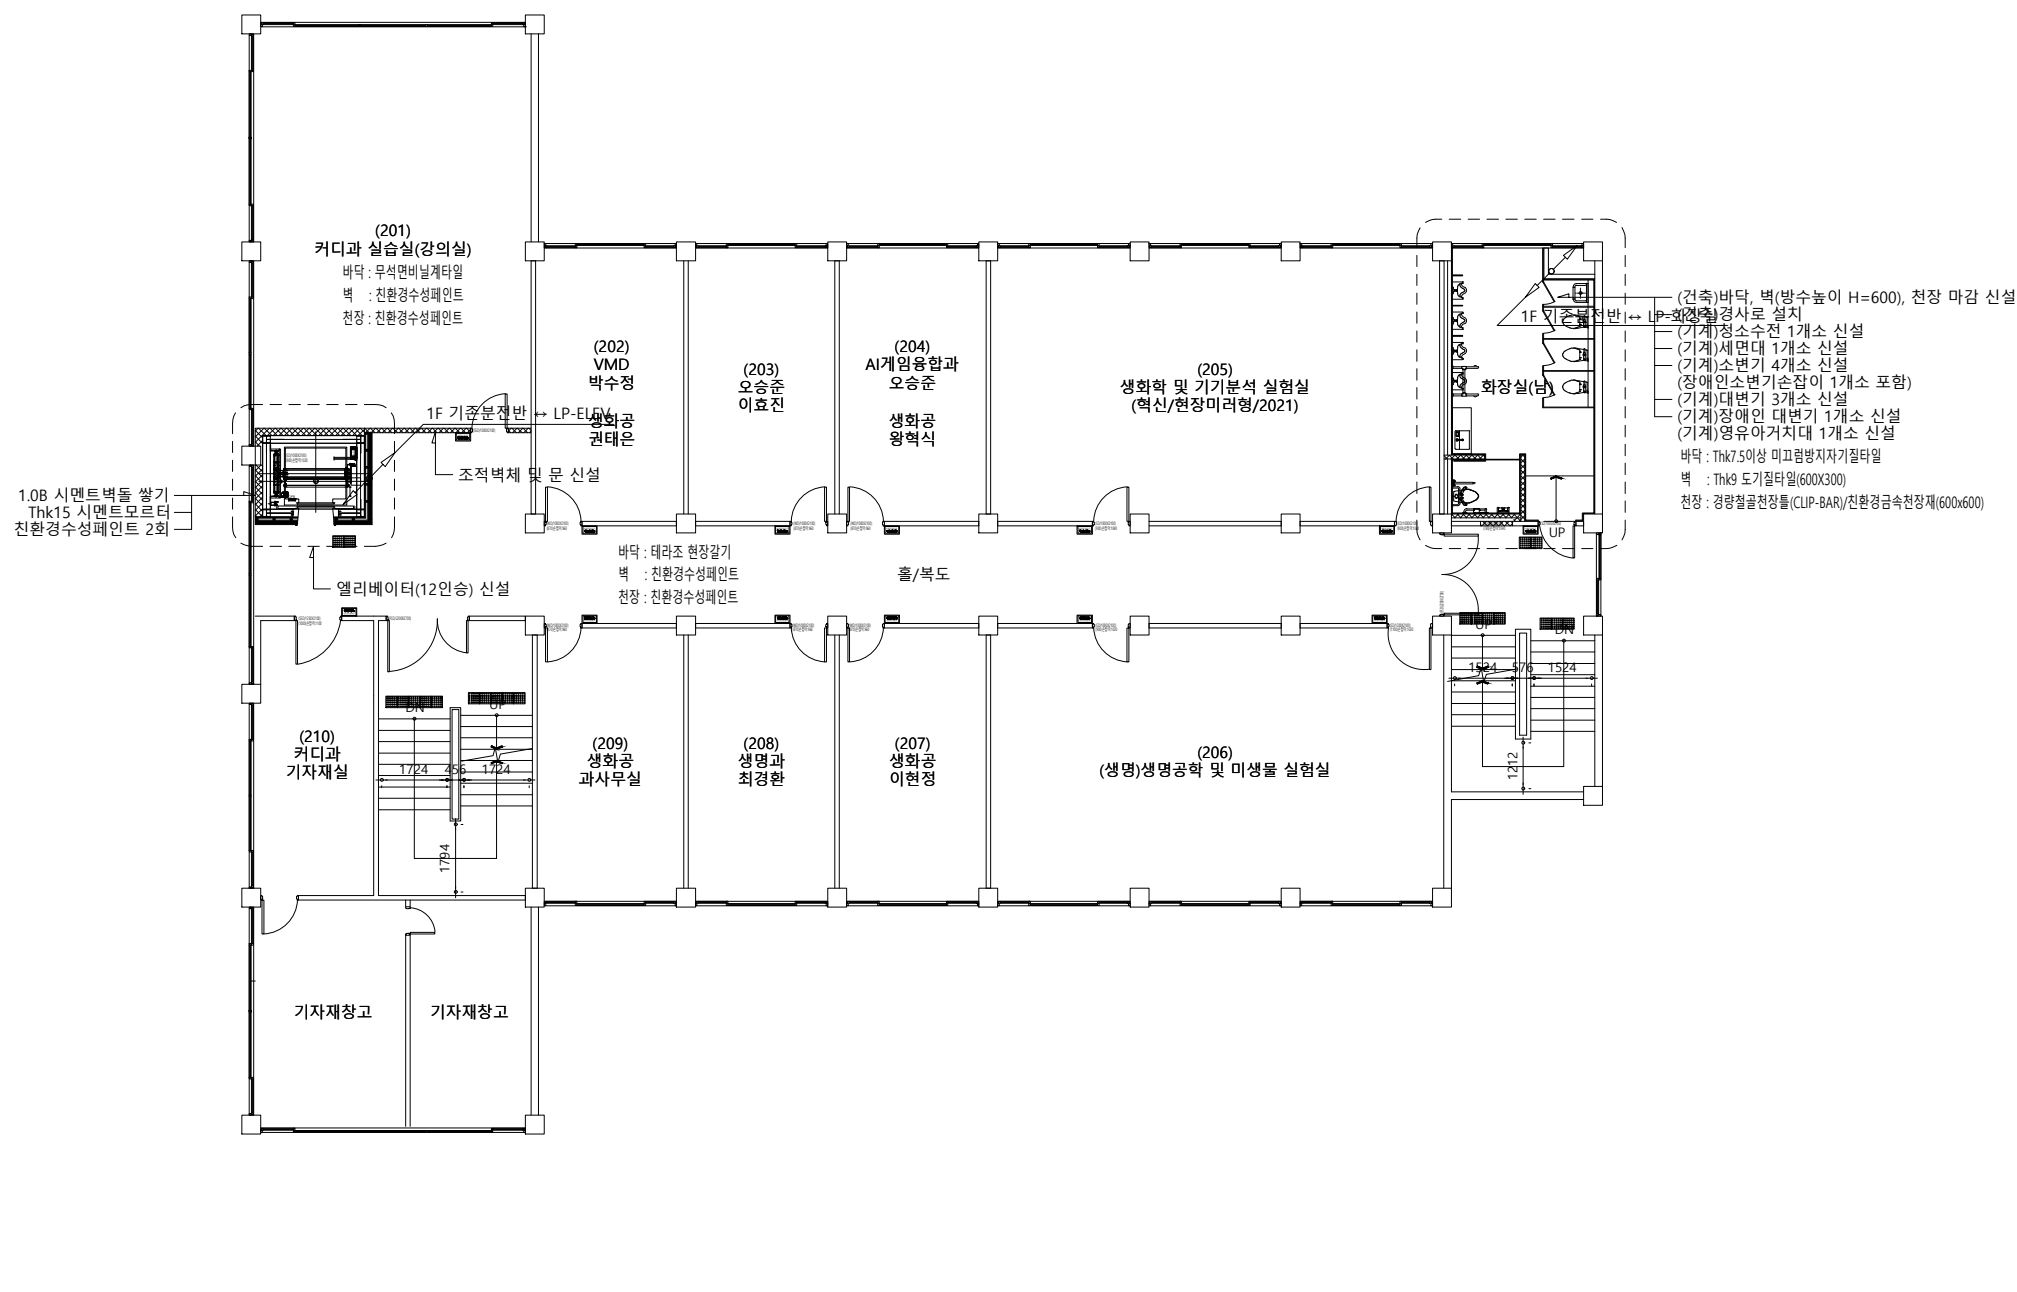 (201)
커디과 실습실(강의실)
바닥 : 무석면비닐계타일
벽 : 친환경수성페인트
천장 : 친환경수성페인트
(202)
VMD
박수정
생화공
권태은
(203)
오승준
이효진
(204)
AI게임융합과
오승준
생화공
왕혁식
(205)
생화학 및 기기분석 실험실
(혁신/현장미러형/2021)
화장실(남)
1F 기존분전반 ↔ LP-화장실
(건축)바닥, 벽(방수높이 H=600), 천장 마감 신설
(건축)경사로 설치
(기계)청소수전 1개소 신설
(기계)세면대 1개소 신설
(기계)소변기 4개소 신설
(장애인소변기손잡이 1개소 포함)
(기계)대변기 3개소 신설
(기계)장애인 대변기 1개소 신설
(기계)영유아거치대 1개소 신설
바닥 : Thk7.5이상 미끄럼방지자기질타일
벽 : Thk9 도기질타일(600X300)
천장 : 경량철골천장틀(CLIP-BAR)/친환경금속천장재(600x600)
1F 기존분전반 ↔ LP-ELEV
조적벽체 및 문 신설
1.0B 시멘트벽돌 쌓기
Thk15 시멘트모르터
친환경수성페인트 2회
엘리베이터(12인승) 신설
바닥 : 테라조 현장갈기
벽 : 친환경수성페인트
천장 : 친환경수성페인트
홀/복도
UP
UP
DN
1524
576
1524
1212
DN
UP
1724
456
1724
1794
(210)
커디과
기자재실
(209)
생화공
과사무실
(208)
생명과
최경환
(207)
생화공
이현정
(206)
(생명)생명공학 및 미생물 실험실
기자재창고
기자재창고